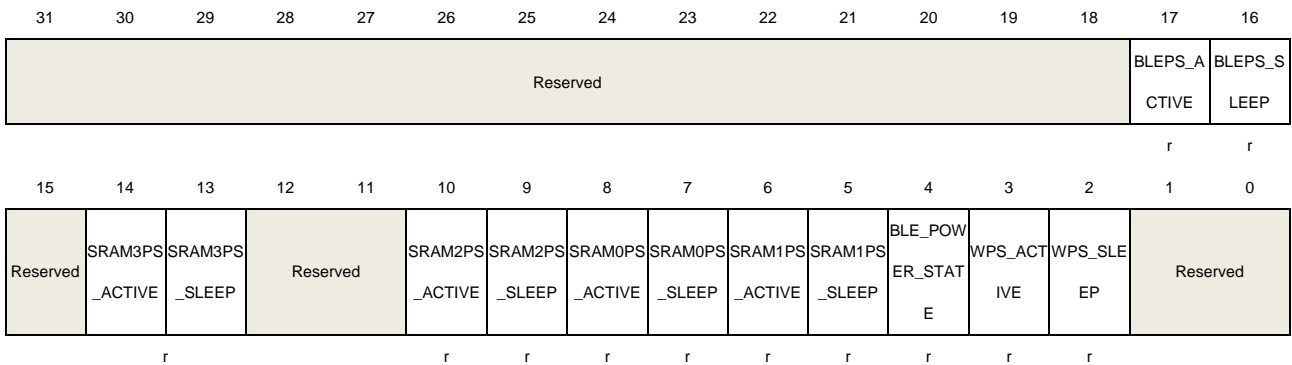 31 30 29 28 27 26 25 24 23 22 21 20 19 18 17 16
Reserved
BLEPS_A
CTIVE
BLEPS_S
LEEP
r r
15 14 13 12 11 10 9 8 7 6 5 4 3 2 1 0
Reserved
SRAM3PS
_ACTIVE
SRAM3PS
_SLEEP
Reserved
SRAM2PS
_ACTIVE
SRAM2PS
_SLEEP
SRAM0PS
_ACTIVE
SRAM0PS
_SLEEP
SRAM1PS
_ACTIVE
SRAM1PS
_SLEEP
BLE_POW
ER_STAT
E
WPS_ACT
IVE
WPS_SLE
EP
Reserved
r r r r r r r r r r